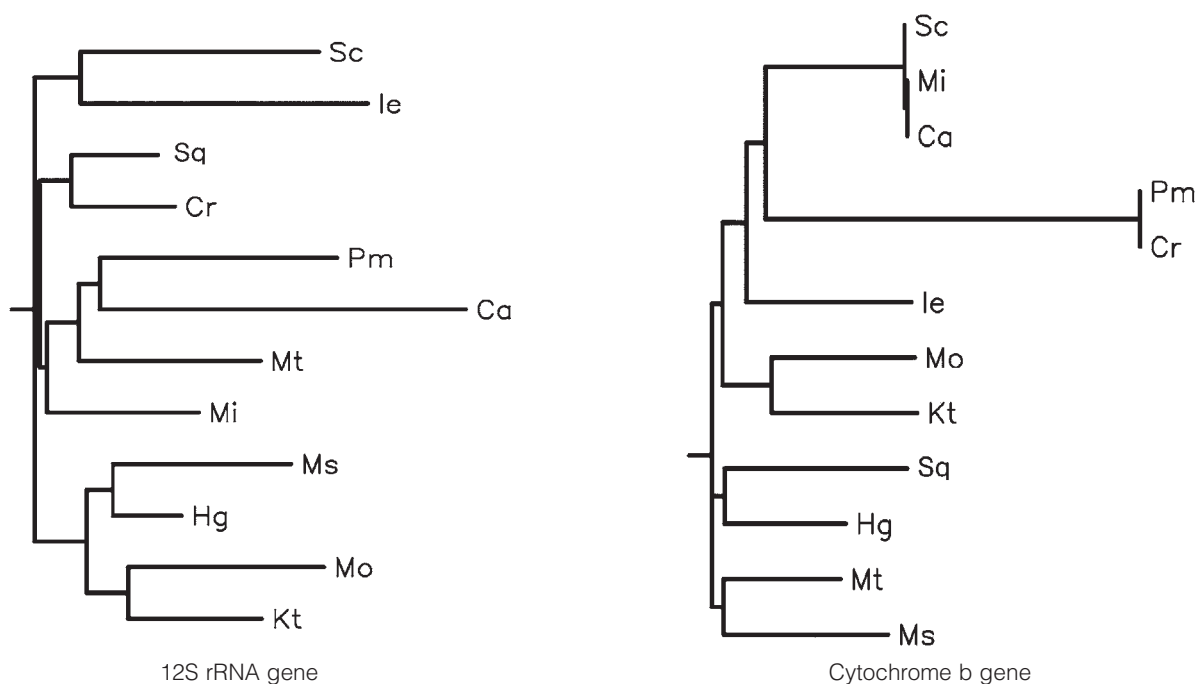 Sc
Ie
Sq
Cr
Pm
Ca
Mt
Mi
Ms
Hg
Mo
Kt
12S rRNA gene
Sc
Mi
Ca
Pm
Cr
Ie
Mo
Kt
Sq
Hg
Mt
Ms
Cytochrome b gene